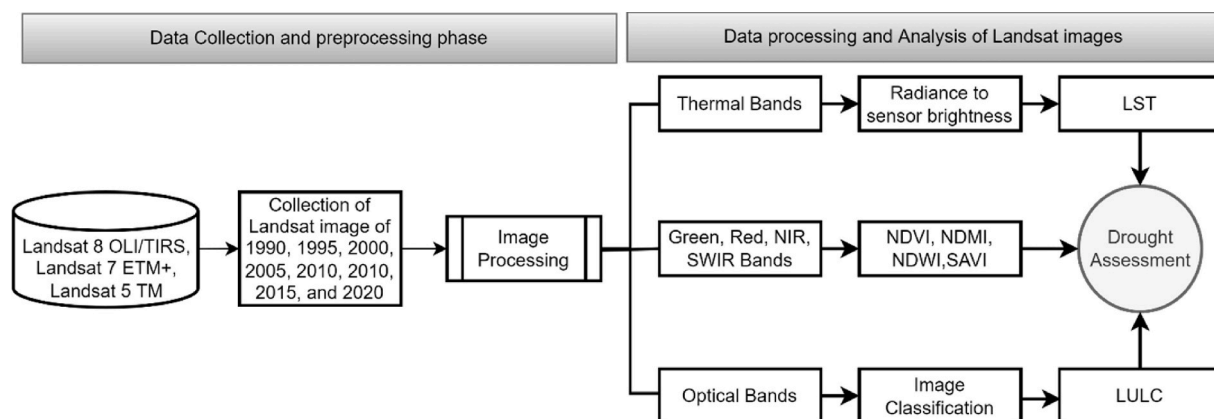 Data Collection and preprocessing phase
Data processing and Analysis of Landsat images
Landsat 8 OLI/TIRS,
Landsat 7 ETM+,
Landsat 5 TM
Collection of
Landsat image of
1990, 1995, 2000,
2005, 2010, 2010,
2015, and 2020
Image
Processing
Thermal Bands
Radiance to
sensor brightness
LST
Green, Red, NIR,
SWIR Bands
NDVI, NDMI,
NDWI,SAVI
Drought
Assessment
Optical Bands
Image
Classification
LULC